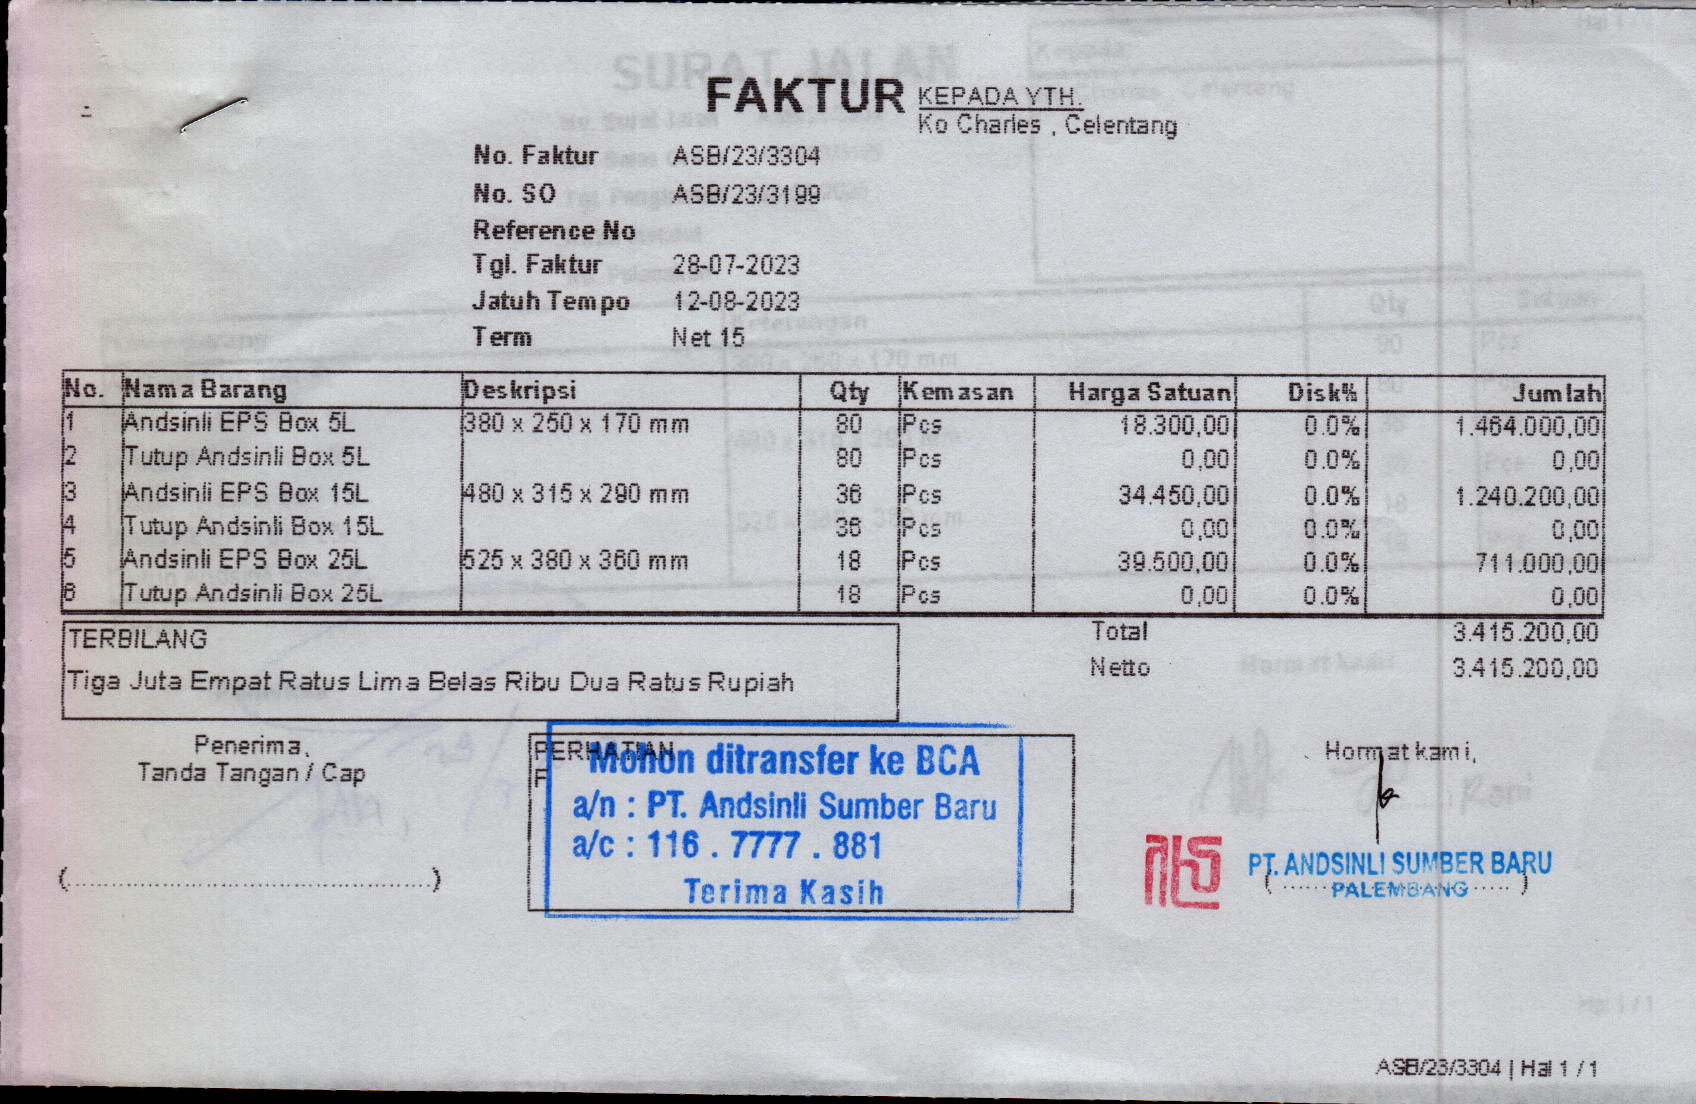 FAKTUR
KEPADA YTH.
Ko Charles , Celentang
No. Faktur ASB/23/3304
No. SO ASB/23/3199
Reference No
Tgl. Faktur 28-07-2023
Jatuh Tempo 12-08-2023
Term Net 15
No. Nama Barang Deskripsi Qty Kemasan Harga Satuan Disk% Jumlah
1 Andsinli EPS Box 5L 380 x 250 x 170 mm 80 Pcs 18.300,00 0.0% 1.464.000,00
2 Tutup Andsinli Box 5L 80 Pcs 0,00 0.0% 0,00
3 Andsinli EPS Box 15L 480 x 315 x 290 mm 36 Pcs 34.450,00 0.0% 1.240.200,00
4 Tutup Andsinli Box 15L 36 Pcs 0,00 0.0% 0,00
5 Andsinli EPS Box 25L 525 x 380 x 360 mm 18 Pcs 39.500,00 0.0% 711.000,00
6 Tutup Andsinli Box 25L 18 Pcs 0,00 0.0% 0,00
Total 3.415.200,00
Netto 3.415.200,00
TERBILANG
Tiga Juta Empat Ratus Lima Belas Ribu Dua Ratus Rupiah
Penerima,
Tanda Tangan / Cap
(................................................)
PERHATIAN
Mohon ditransfer ke BCA
a/n : PT. Andsinli Sumber Baru
a/c : 116 . 7777 . 881
Terima Kasih
Hormat kami,
PT. ANDSINLI SUMBER BARU
PALEMBANG
ASB/23/3304 | Hal 1 / 1